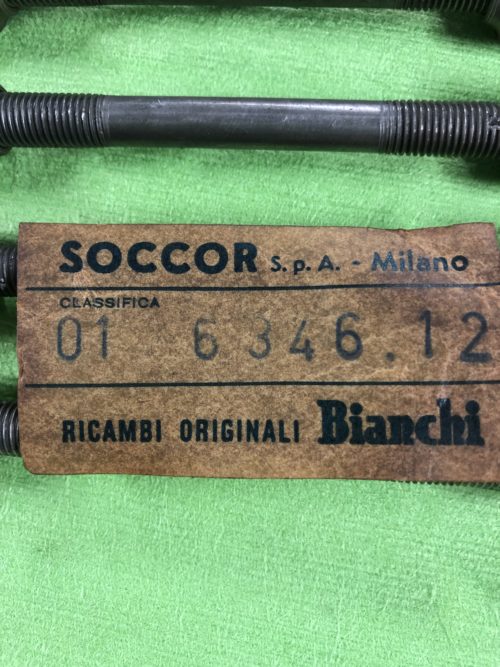 SOCCOR S.p.A. - Milano
CLASSIFICA
01 6346.12
RICAMBI ORIGINALI Bianchi